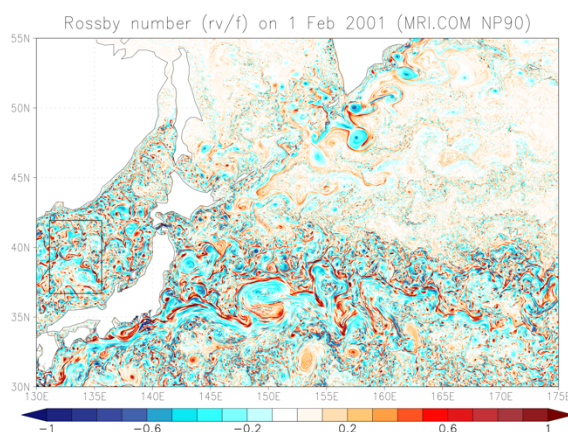 Rossby number (rv/f) on 1 Feb 2001 (MRI.COM NP90)
55N
50N
45N
40N
35N
30N
130E 135E 140E 145E 150E 155E 160E 165E 170E 175E
-1 -0.6 -0.2 0.2 0.6 1